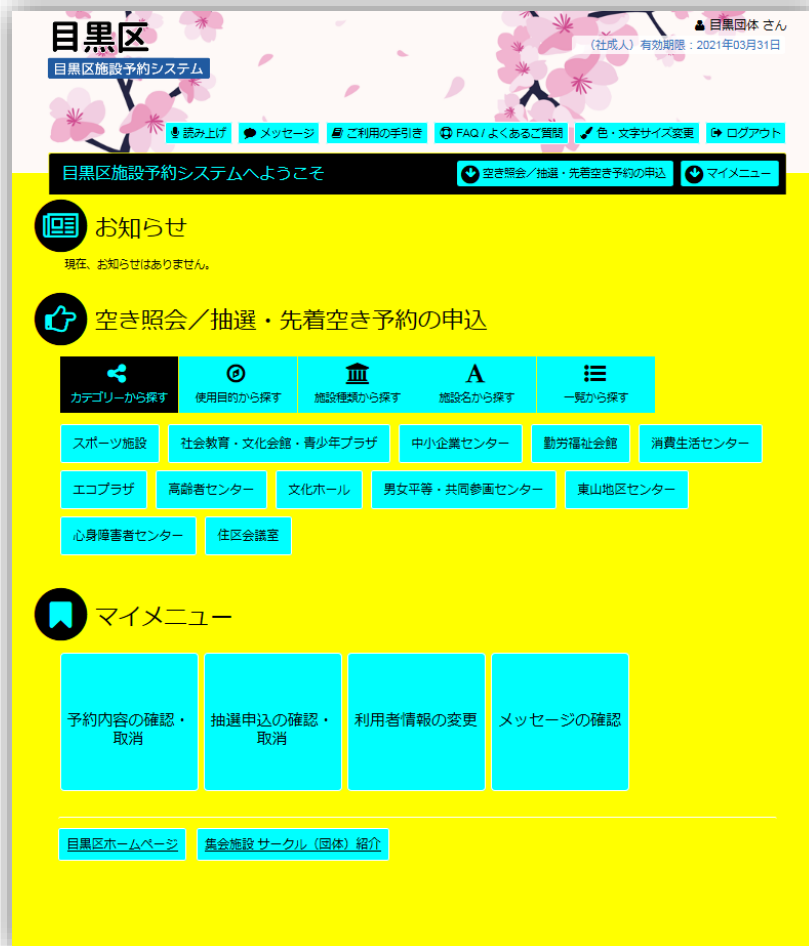 目黒区
目黒区施設予約システム
目黒団体 さん
（社成人）有効期限：2021年03月31日
読み上げ メッセージ ご利用の手引き FAQ / よくあるご質問 色・文字サイズ変更 ログアウト
目黒区施設予約システムへようこそ 空き照会／抽選・先着空き予約の申込 マイメニュー
お知らせ
現在、お知らせはありません。
空き照会／抽選・先着空き予約の申込
カテゴリーから探す 使用目的から探す 施設種類から探す 施設名から探す 一覧から探す
スポーツ施設 社会教育・文化会館・青少年プラザ 中小企業センター 勤労福祉会館 消費生活センター
エコプラザ 高齢者センター 文化ホール 男女平等・共同参画センター 東山地区センター
心身障害者センター 住区会議室
マイメニュー
予約内容の確認・ 抽選申込の確認・ 利用者情報の変更 メッセージの確認
取消 取消
目黒区ホームページ 集会施設 サークル（団体）紹介